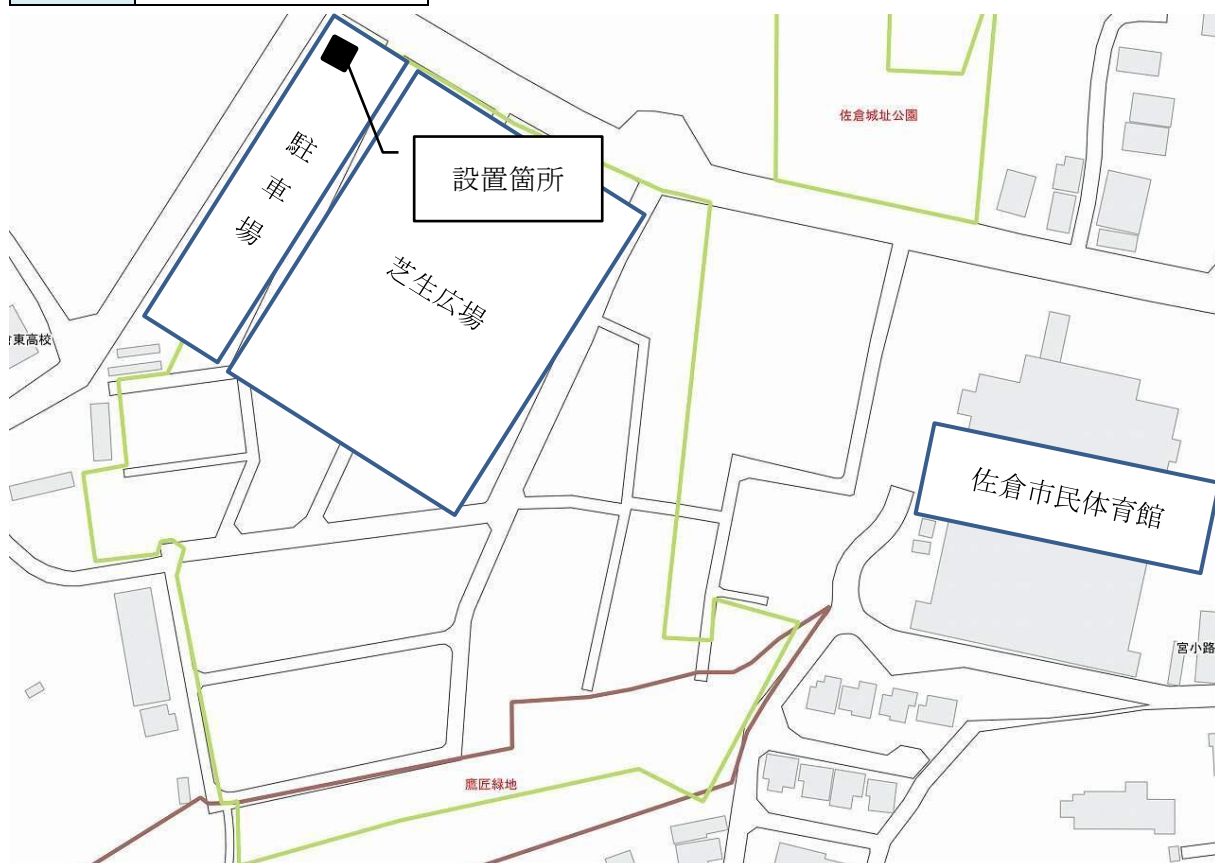 佐倉城址公園
駐車場
設置箇所
芝生広場
東高校
佐倉市民体育館
宮小路
鷹匠緑地